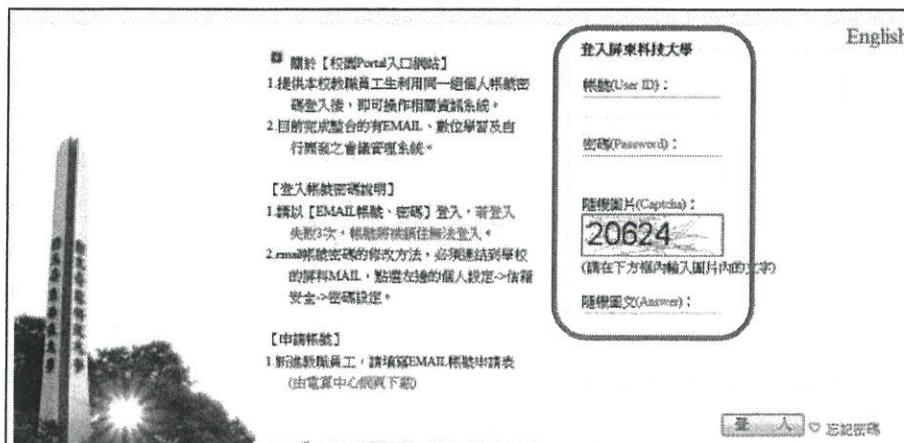 English
關於【校園Portal入口網站】
1.提供本校教職員工生利用同一組個人帳號密
碼登入後，即可操作相關資訊系統。
2.目前完成整合的有EMAIL、數位學習及自
行開發之會議管理系統。
【登入帳號密碼說明】
1.請以【EMAIL帳號、密碼】登入，若登入
失敗3次，帳號將被鎖住無法登入。
2.email帳號密碼的修改方法，必須連結到學校
的屏科MAIL，點選左邊的個人設定->信箱
安全->密碼設定。
【申請帳號】
1.新進教職員工，請填寫EMAIL帳號申請表
(由電算中心網頁下載)
登入屏東科技大學
帳號(User ID)：
密碼(Password)：
隨機圖片(Captcha)：
20624
(請在下方框內輸入圖片內的文字)
隨機圖文(Answer)：
登 入
忘記密碼